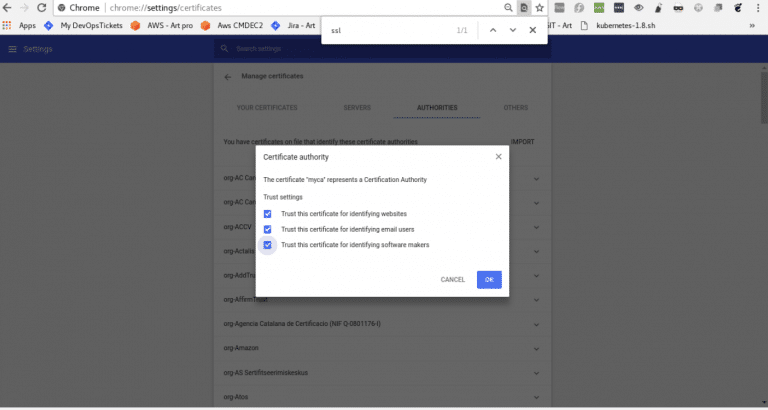 Chrome chrome://settings/certificates
Apps My DevOpsTickets AWS - Art pro Aws CMDEC2 Jira - Art IT - Art kubernetes-1.8.sh »
ssl 1/1
Settings Search settings
Manage certificates
YOUR CERTIFICATES SERVERS AUTHORITIES OTHERS
You have certificates on file that identify these certificate authorities IMPORT
org-AC Car
org-AC Car
org-ACCV
org-Actalis
org-AddTru
org-AffirmTrust
org-Agencia Catalana de Certificacio (NIF Q-0801176-I)
org-Amazon
org-AS Sertifitseerimiskeskus
org-Atos
Certificate authority
The certificate "myca" represents a Certification Authority
Trust settings
Trust this certificate for identifying websites
Trust this certificate for identifying email users
Trust this certificate for identifying software makers
CANCEL OK